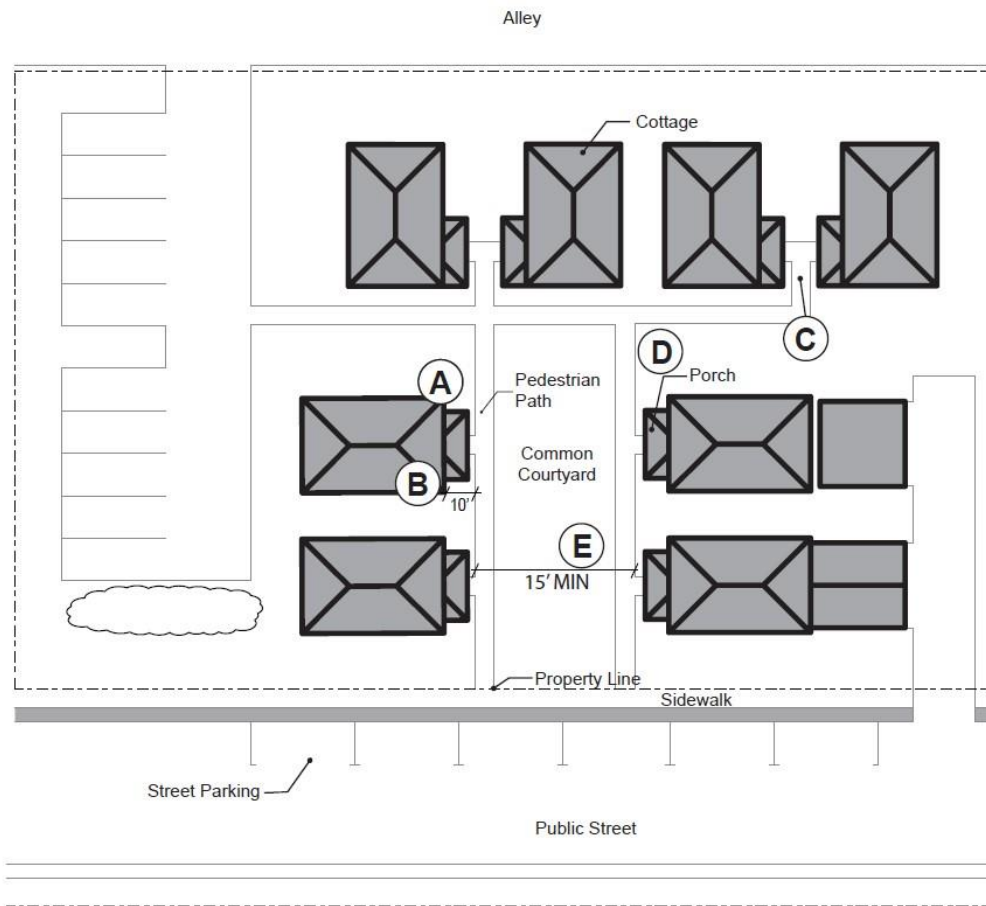 Alley
Cottage
C
D
Porch
A
Pedestrian
Path
Common
Courtyard
B
10'
E
15' MIN
Property Line
Sidewalk
Street Parking
Public Street